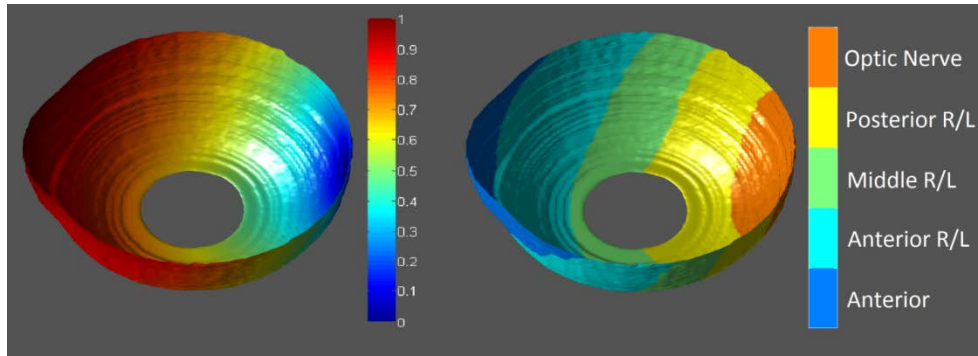 1
0.9
0.8
0.7
0.6
0.5
0.4
0.3
0.2
0.1
0
Optic Nerve
Posterior R/L
Middle R/L
Anterior R/L
Anterior